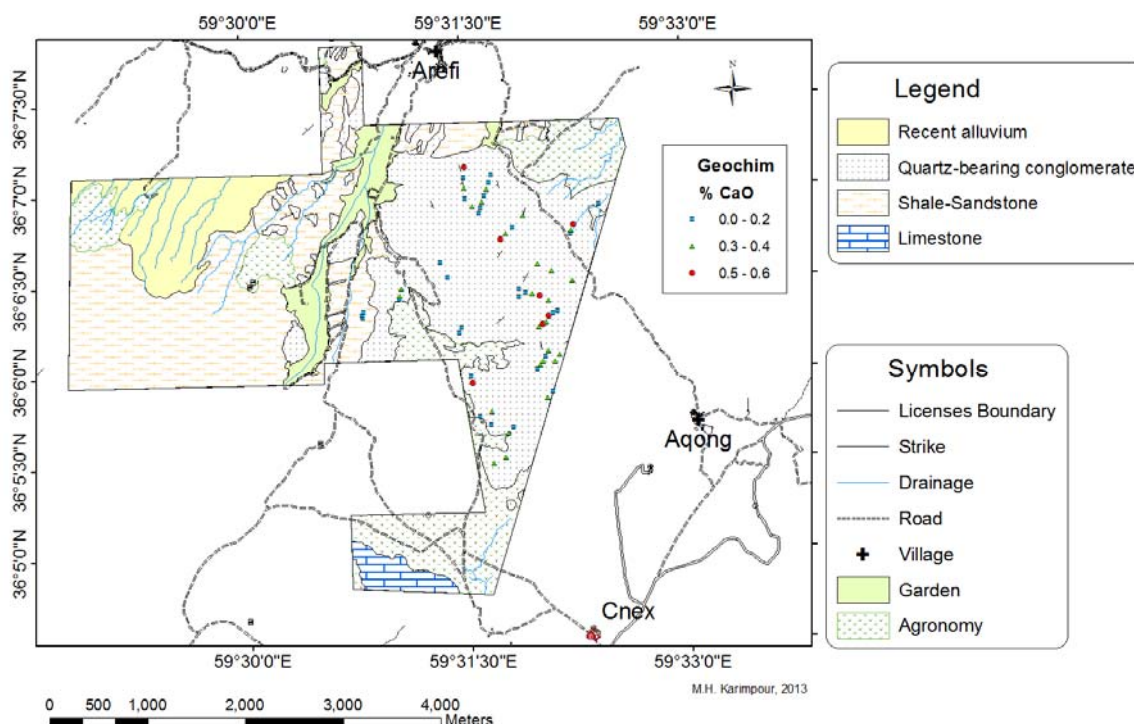 59°30'0"E 59°31'30"E 59°33'0"E
36°7'30"N
36°7'0"N
36°6'30"N
36°6'0"N
36°5'30"N
36°5'0"N
Arefi
N
Geochim
% CaO
0.0 - 0.2
0.3 - 0.4
0.5 - 0.6
Aqong
Cnex
59°30'0"E 59°31'30"E 59°33'0"E
M.H. Karimpour, 2013
0 500 1,000 2,000 3,000 4,000
Meters
Legend
Recent alluvium
Quartz-bearing conglomerate
Shale-Sandstone
Limestone
Symbols
Licenses Boundary
Strike
Drainage
Road
Village
Garden
Agronomy